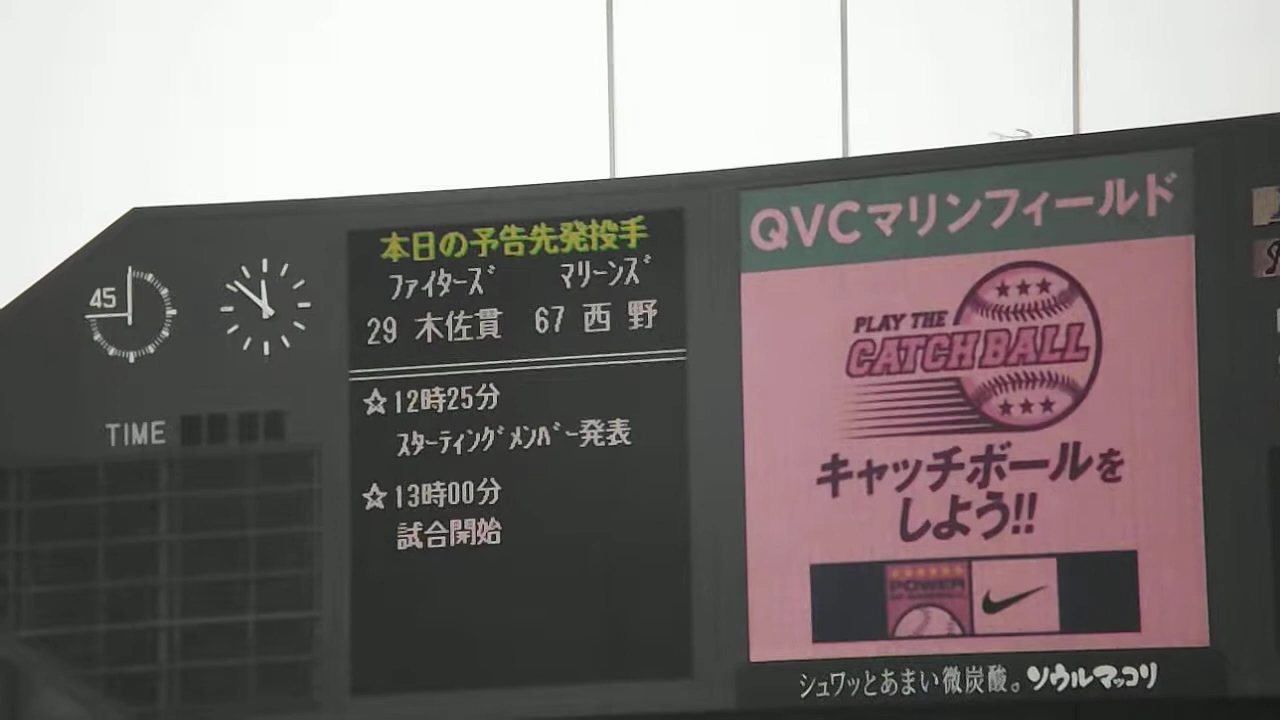 45
TIME
本日の予告先発投手
ファイターズ マリーンズ
29 木佐貫 67 西野
☆12時25分
スターティングメンバー発表
☆13時00分
試合開始
QVCマリンフィールド
PLAY THE
CATCH BALL
キャッチボールを
しよう!!
POWER
シュワッとあまい微炭酸。ソウルマッコリ